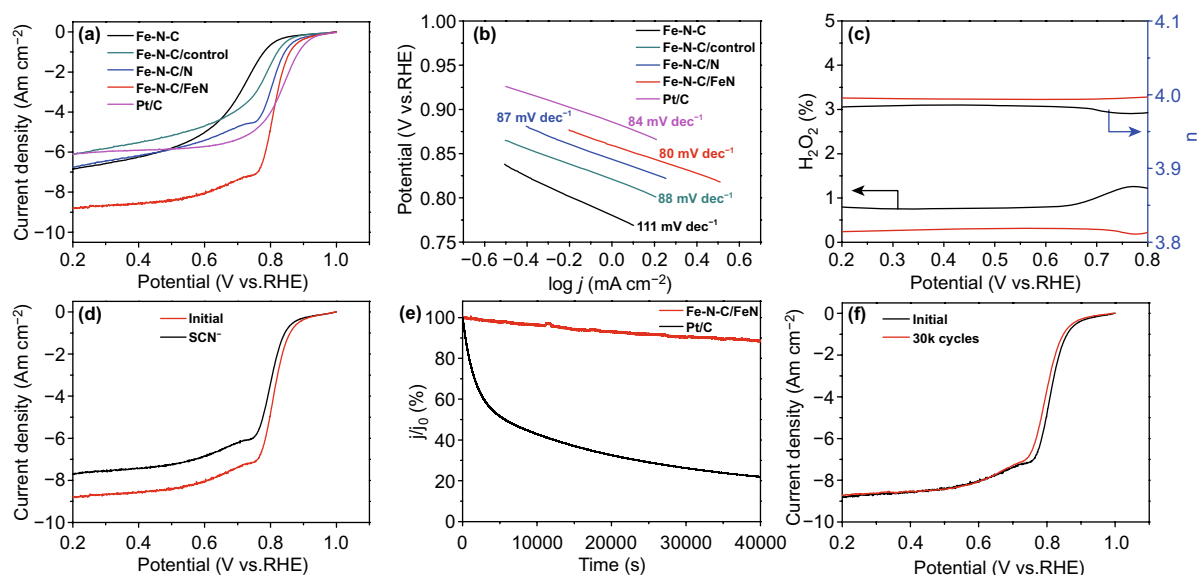 (a)
Fe-N-C
Fe-N-C/control
Fe-N-C/N
Fe-N-C/FeN
Pt/C
Current density (Am cm⁻²)
0
−2
−4
−6
−8
−10
0.2
0.4
0.6
0.8
1.0
Potential (V vs.RHE)
(b)
Fe-N-C
Fe-N-C/control
Fe-N-C/N
Fe-N-C/FeN
Pt/C
87 mV dec⁻¹
84 mV dec⁻¹
80 mV dec⁻¹
88 mV dec⁻¹
111 mV dec⁻¹
Potential (V vs.RHE)
1.00
0.95
0.90
0.85
0.80
0.75
−0.6
−0.4
−0.2
0.0
0.2
0.4
0.6
log j (mA cm⁻²)
(c)
H₂O₂ (%)
5
4
3
2
1
0
4.1
4.0
3.9
3.8
n
0.2
0.3
0.4
0.5
0.6
0.7
0.8
Potential (V vs.RHE)
(d)
Initial
SCN⁻
Current density (Am cm⁻²)
0
−2
−4
−6
−8
−10
0.2
0.4
0.6
0.8
1.0
Potential (V vs.RHE)
(e)
Fe-N-C/FeN
Pt/C
j/j₀ (%)
100
80
60
40
20
0
0
10000
20000
30000
40000
Time (s)
(f)
Initial
30k cycles
Current density (Am cm⁻²)
0
−2
−4
−6
−8
−10
0.2
0.4
0.6
0.8
1.0
Potential (V vs.RHE)